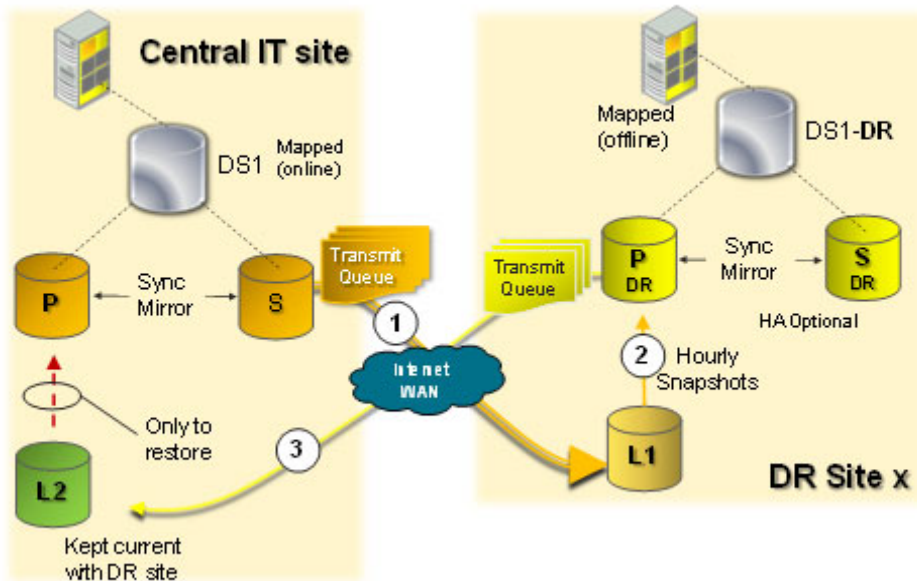 Central IT site
DS1
Mapped
(online)
P
Sync
Mirror
S
Transmit
Queue
1
Internet
WAN
3
Only to
restore
L2
Kept current
with DR site
Mapped
(offline)
DS1-DR
Transmit
Queue
P
DR
Sync
Mirror
S
DR
HA Optional
2
Hourly
Snapshots
L1
DR Site x